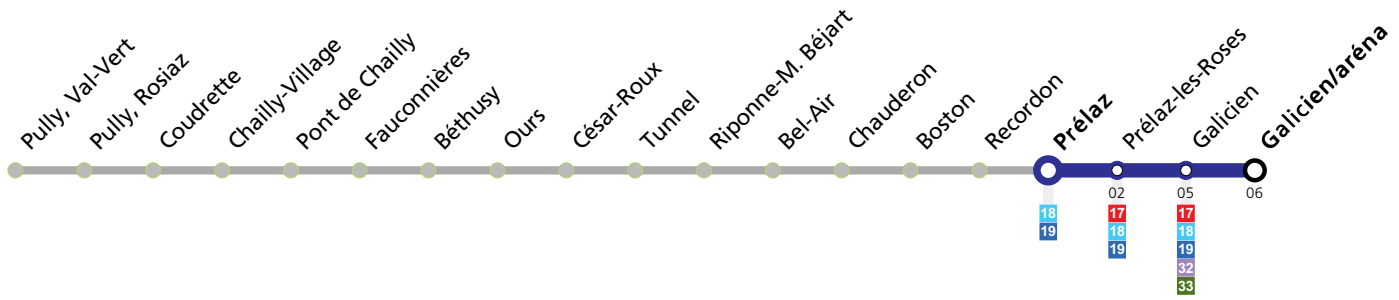 Pully, Val-Vert
Pully, Rosiaz
Coudrette
Chailly-Village
Pont de Chailly
Fauconnières
Béthusy
Ours
César-Roux
Tunnel
Riponne-M. Béjart
Bel-Air
Chauderon
Boston
Recordon
Prélaz
Prélaz-les-Roses
Galicien
Galicien/aréna
02
05
06
18
19
17
18
19
17
18
19
32
33